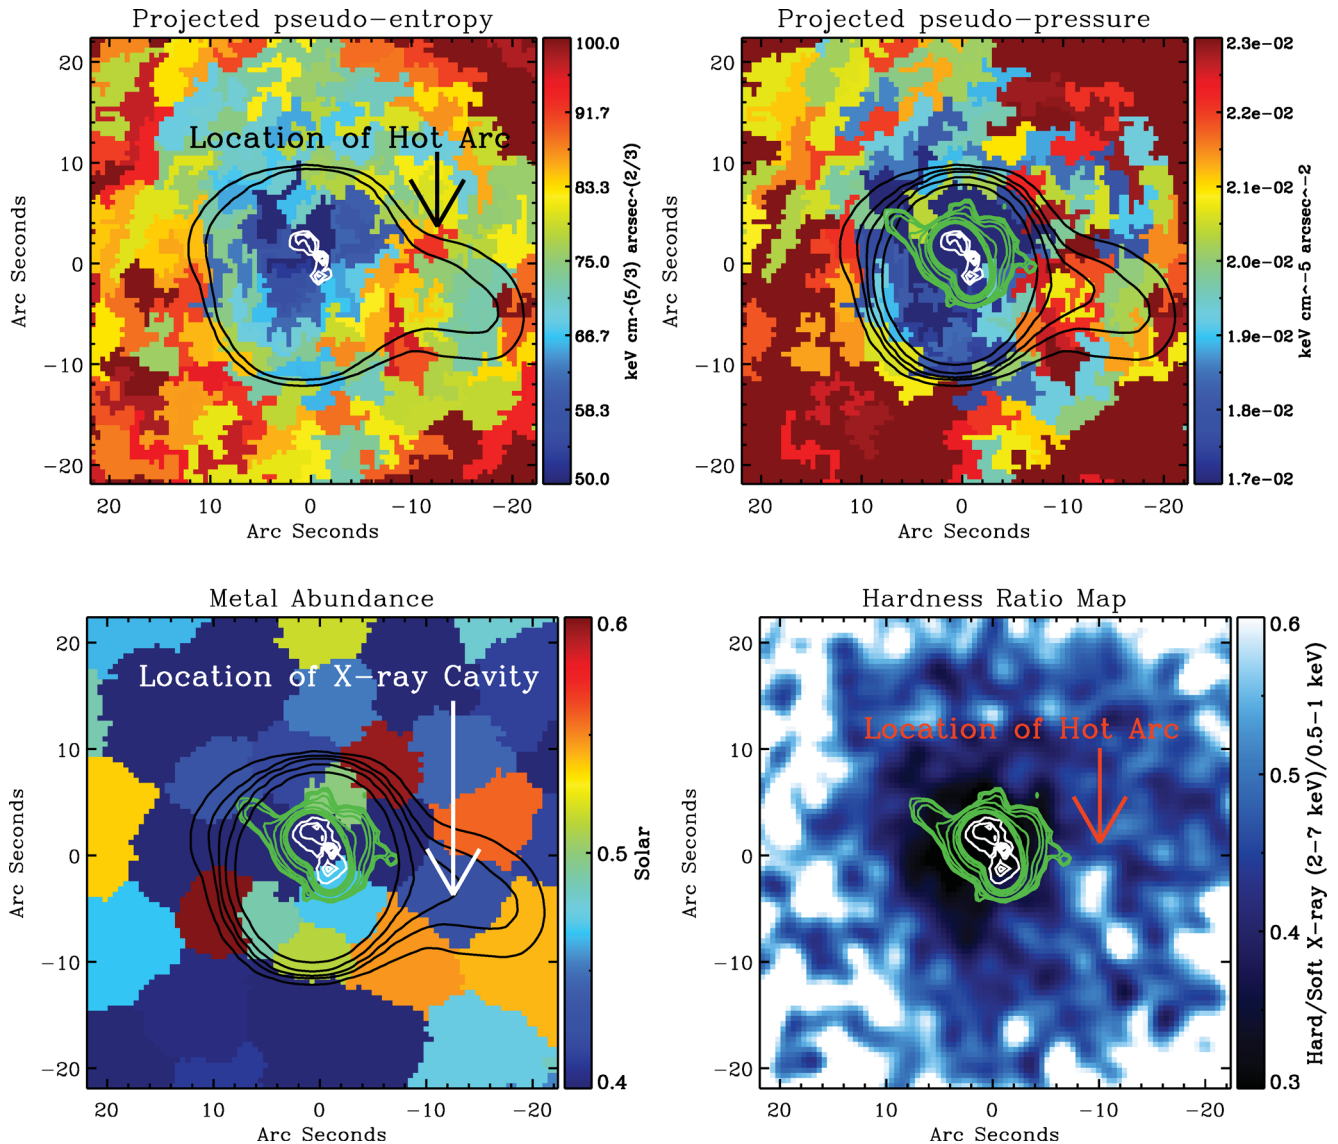 Projected pseudo-entropy
Location of Hot Arc
20
10
0
-10
-20
Arc Seconds
20
10
0
-10
-20
Arc Seconds
100.0
91.7
83.3
75.0
66.7
58.3
50.0
keV cm^(5/3) arcsec~(2/3)
Projected pseudo-pressure
20
10
0
-10
-20
Arc Seconds
20
10
0
-10
-20
Arc Seconds
2.3e-02
2.2e-02
2.1e-02
2.0e-02
1.9e-02
1.8e-02
1.7e-02
keV cm~-5 arcsec~-2
Metal Abundance
Location of X-ray Cavity
20
10
0
-10
-20
Arc Seconds
20
10
0
-10
-20
Arc Seconds
0.6
0.5
0.4
Solar
Hardness Ratio Map
Location of Hot Arc
20
10
0
-10
-20
Arc Seconds
20
10
0
-10
-20
Arc Seconds
0.6
0.5
0.4
0.3
Hard/Soft X-ray (2-7 keV)/0.5-1 keV)